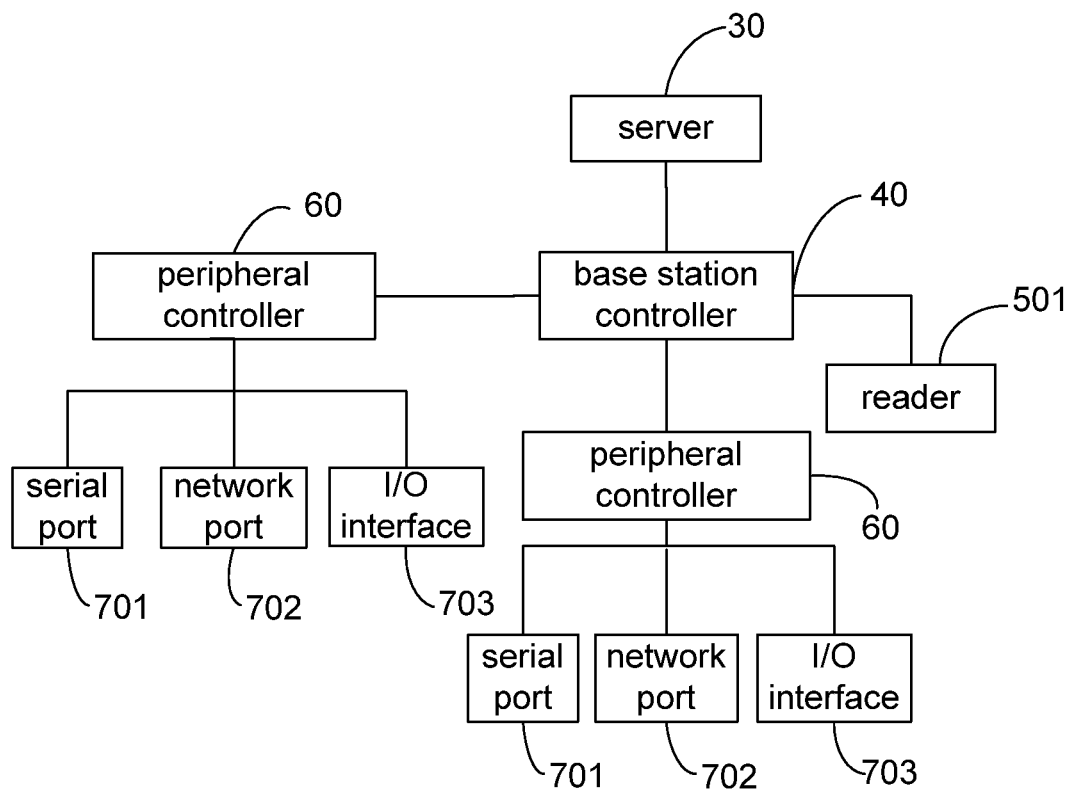 30
server
60
40
peripheral
controller
base station
controller
501
reader
peripheral
controller
60
serial
port
network
port
I/O
interface
701
702
703
serial
port
network
port
I/O
interface
701
702
703